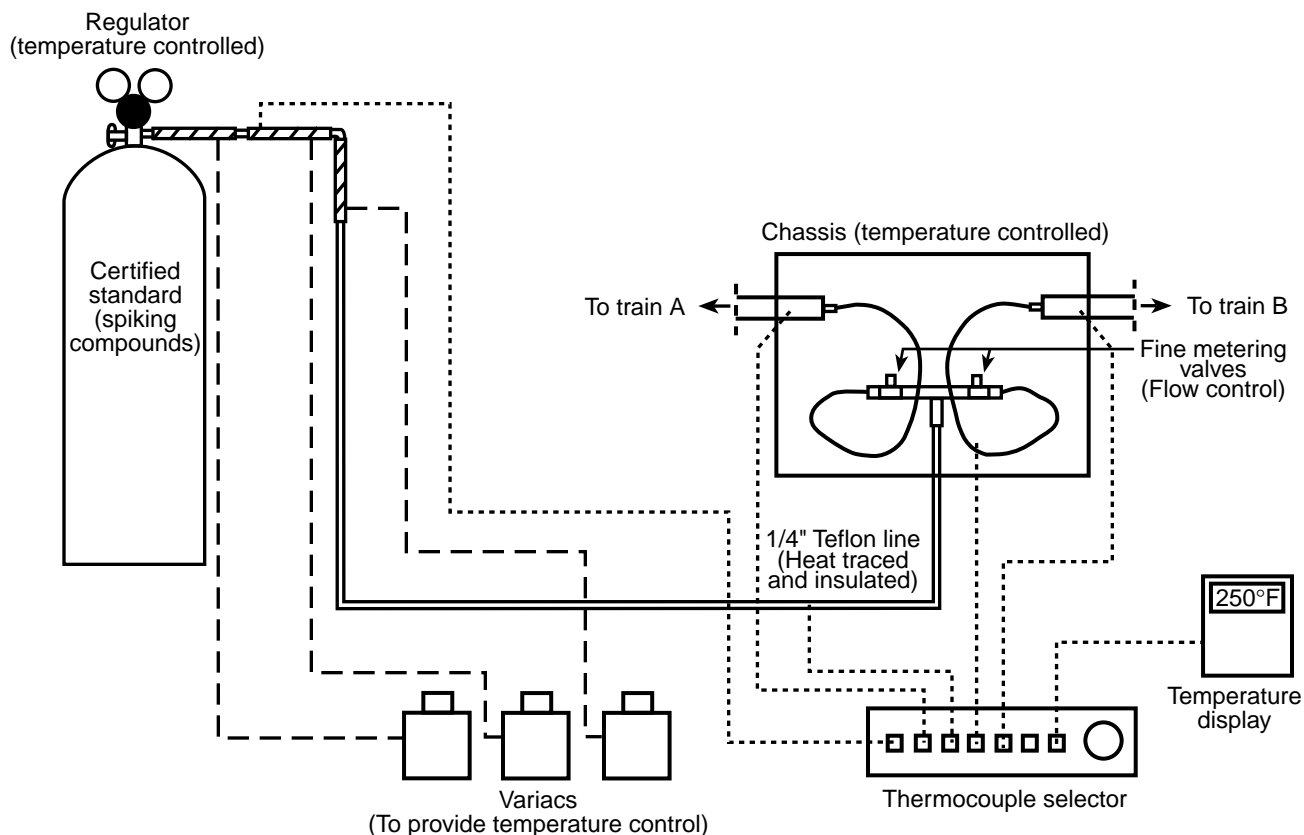 Regulator
(temperature controlled)
Certified
standard
(spiking
compounds)
Chassis (temperature controlled)
To train A
To train B
Fine metering
valves
(Flow control)
1/4" Teflon line
(Heat traced
and insulated)
250°F
Temperature
display
Thermocouple selector
Variacs
(To provide temperature control)